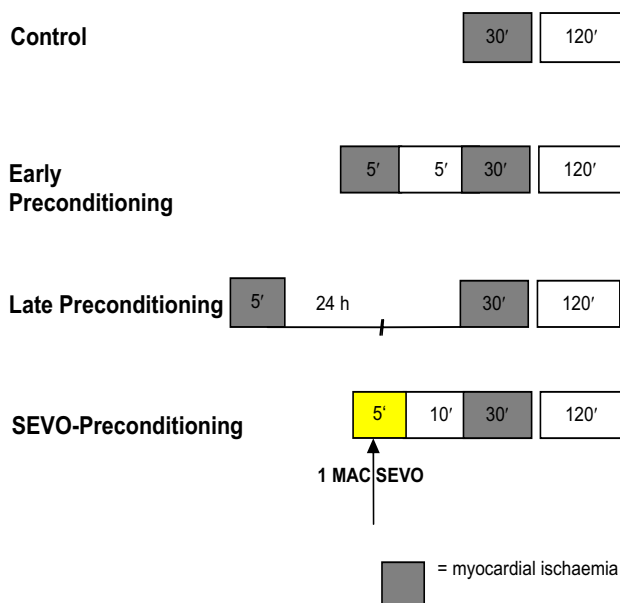 Control
30′ 120′
Early
Preconditioning
5′ 5′ 30′ 120′
Late Preconditioning
5′ 24 h 30′ 120′
SEVO-Preconditioning
5‘ 10′ 30′ 120′
1 MAC SEVO
= myocardial ischaemia